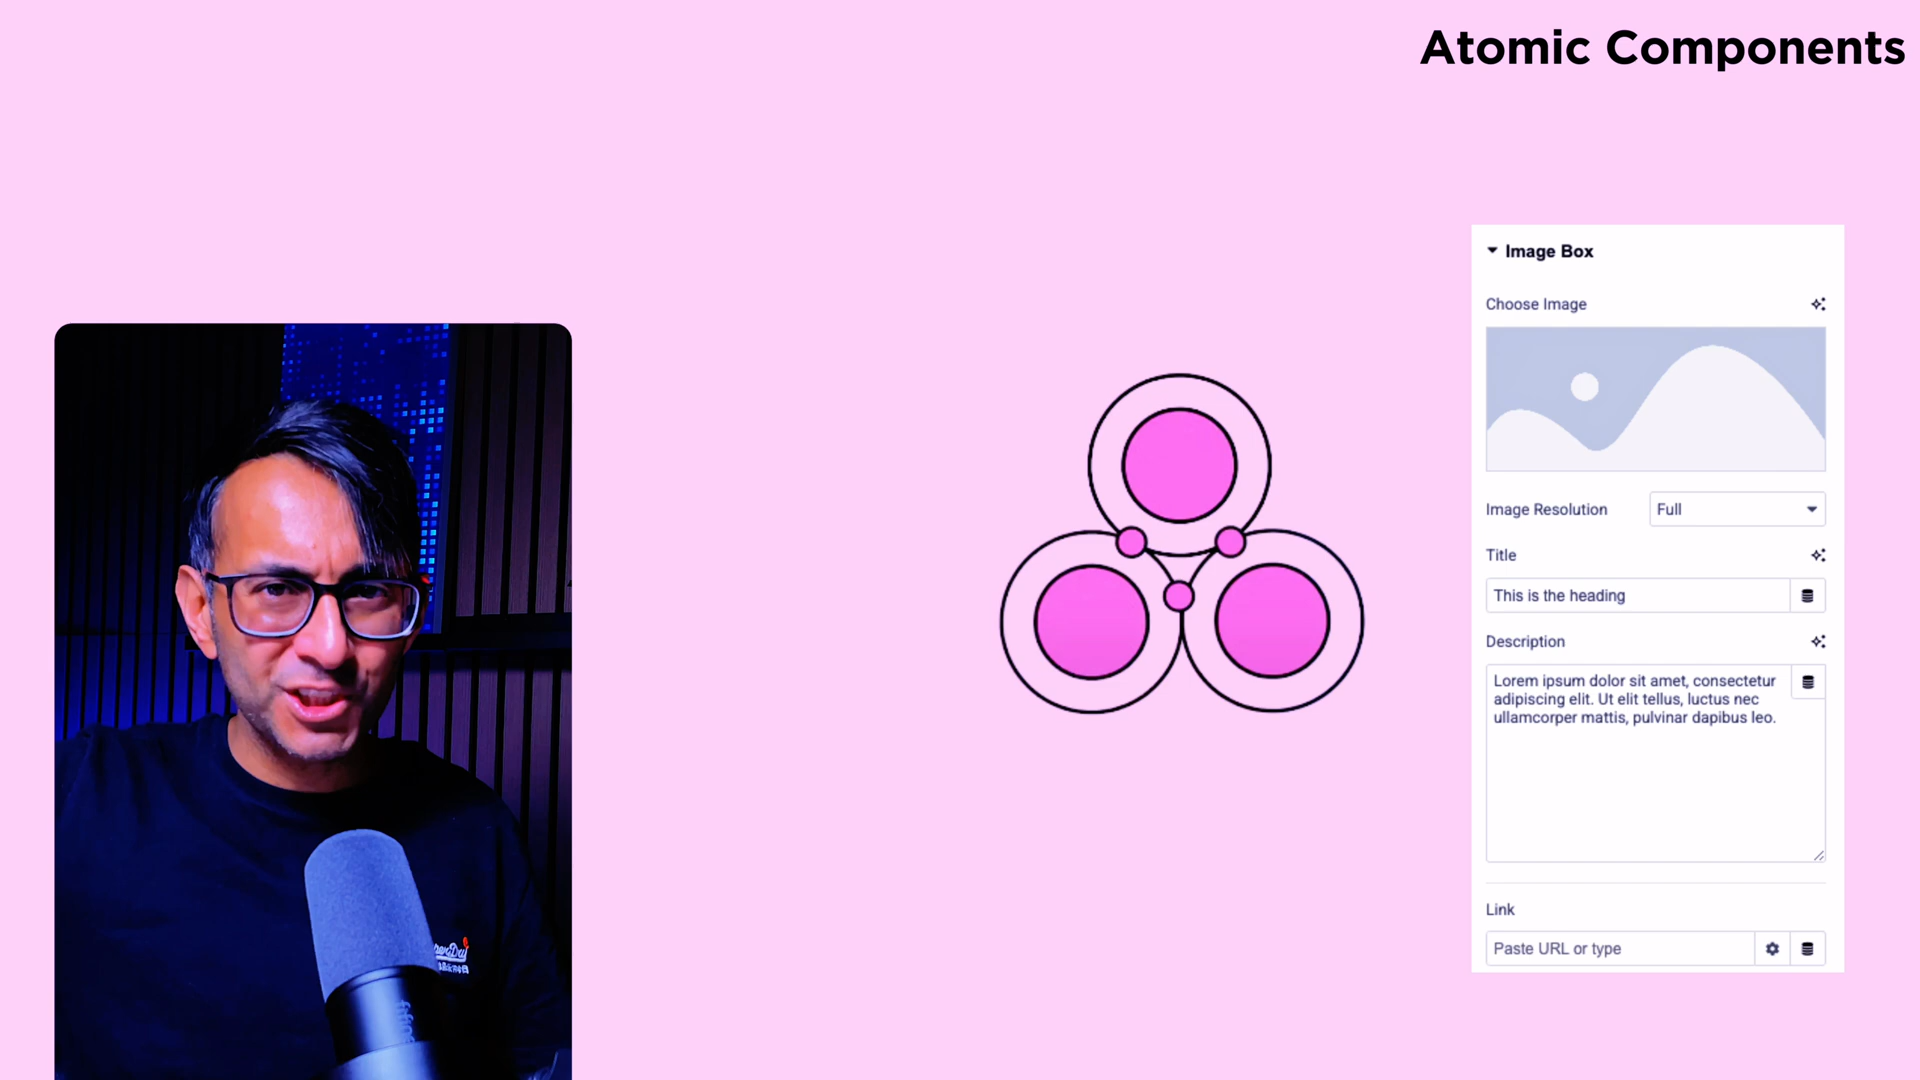 Atomic Components
Image Box
Choose Image
Image Resolution
Full
Title
This is the heading
Description
Lorem ipsum dolor sit amet, consectetur
adipiscing elit. Ut elit tellus, luctus nec
ullamcorper mattis, pulvinar dapibus leo.
Link
Paste URL or type